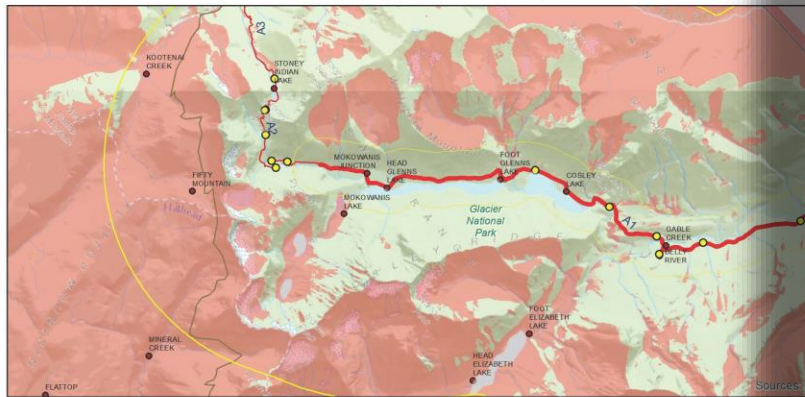 A3
KOOTENAI
CREEK
STONEY
INDIAN
LAKE
A2
MOKOWANIS
JUNCTION
HEAD
GLENNS
LAKE
FOOT
GLENNS
LAKE
COSLEY
LAKE
FIFTY
MOUNTAIN
MOKOWANIS
LAKE
Glacier
National
Park
A1
GABLE
CREEK
BELLY
RIVER
FOOT
ELIZABETH
LAKE
MINERAL
CREEK
HEAD
ELIZABETH
LAKE
FLATTOP
Sources